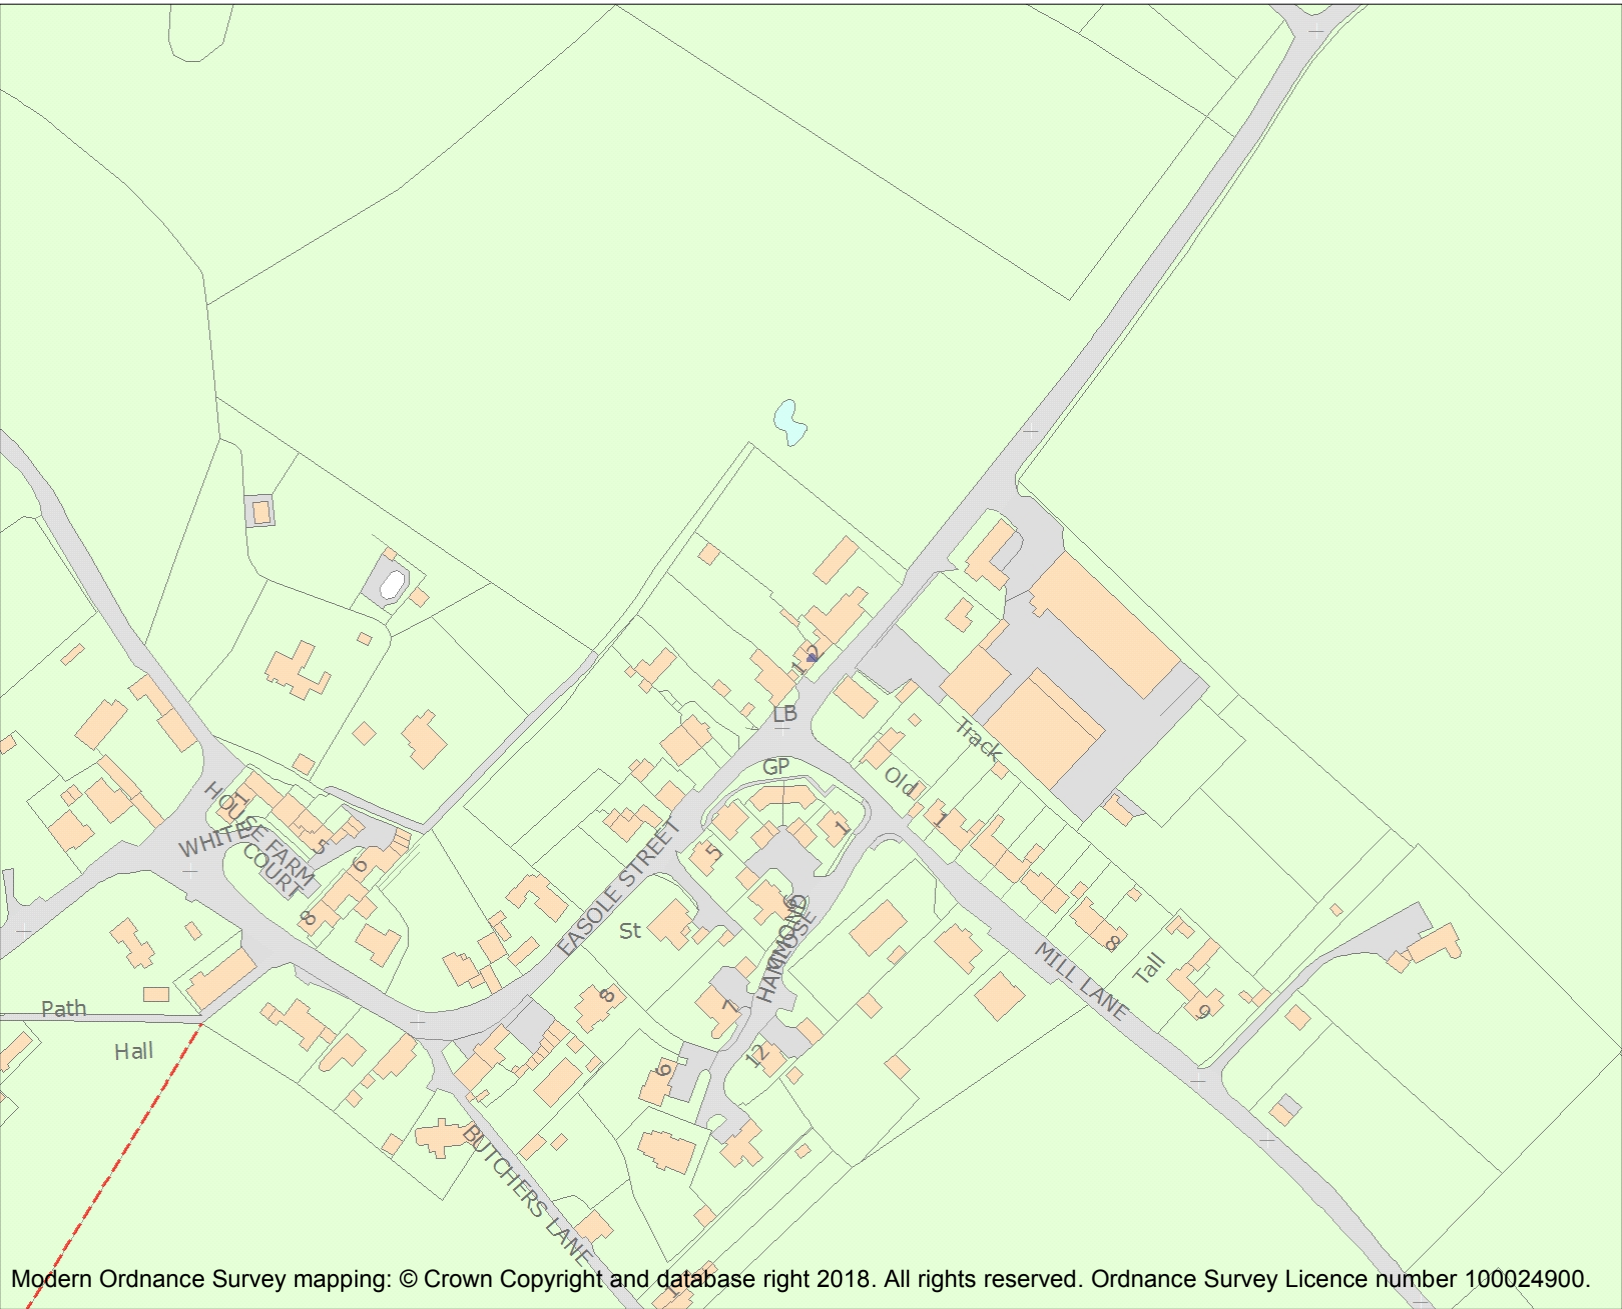 1 2
LB
Track
GP
Old
1
1
HOUSE FARM
COURT
WHITE
1
5
6
8
5
EASOLE STREET
St
HAMMOND
CLOSE
8
Tall
9
MILL LANE
Path
Hall
8
7
12
6
BUTCHERS LANE
Modern Ordnance Survey mapping: © Crown Copyright and database right 2018. All rights reserved. Ordnance Survey Licence number 100024900.